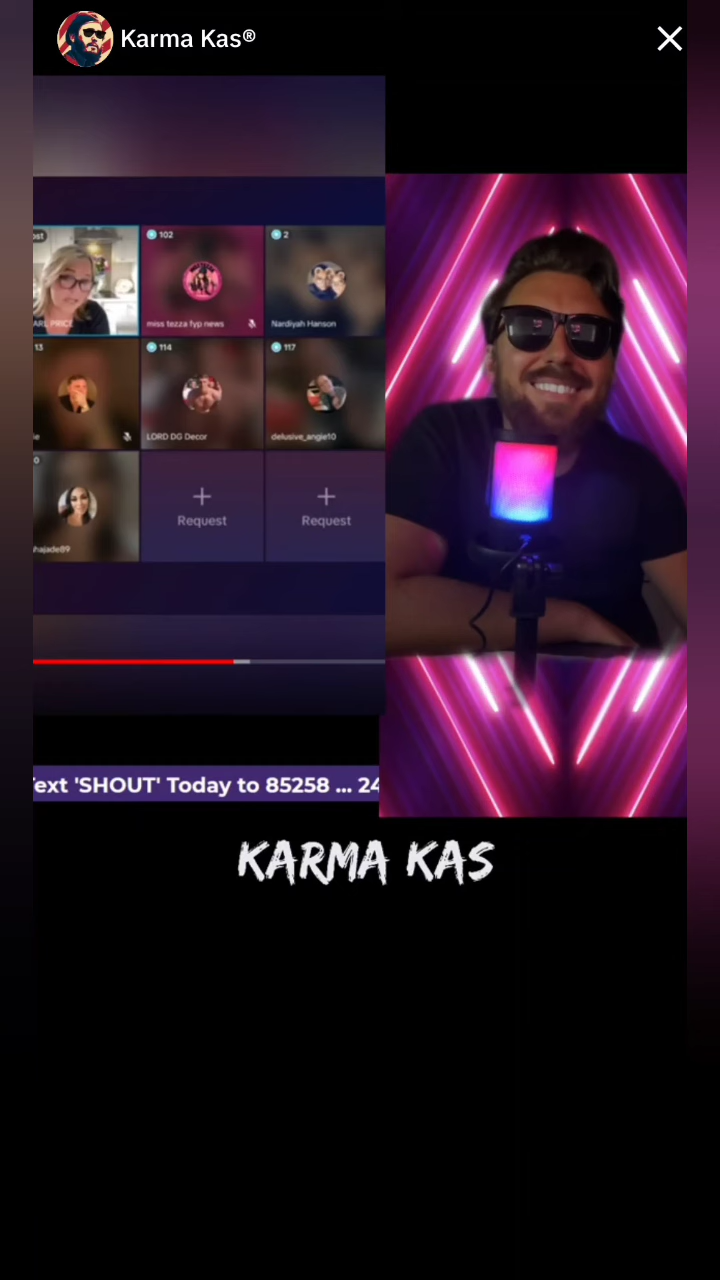 Karma Kas®
102
2
miss tezza fyp news
Nardiyah Hanson
13
114
117
LORD DG Decor
delusive_angie10
Request
Request
Text 'SHOUT' Today to 85258 ... 24
KARMA KAS